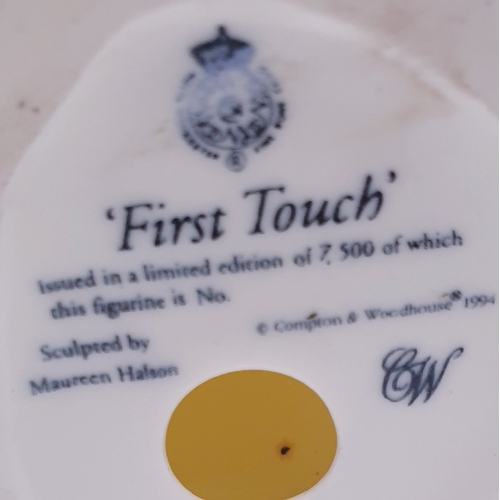 'First Touch'
Issued in a limited edition of 7, 500 of which
this figurine is No.
© Compton & Woodhouse® 1994
Sculpted by
Maureen Halson
CW